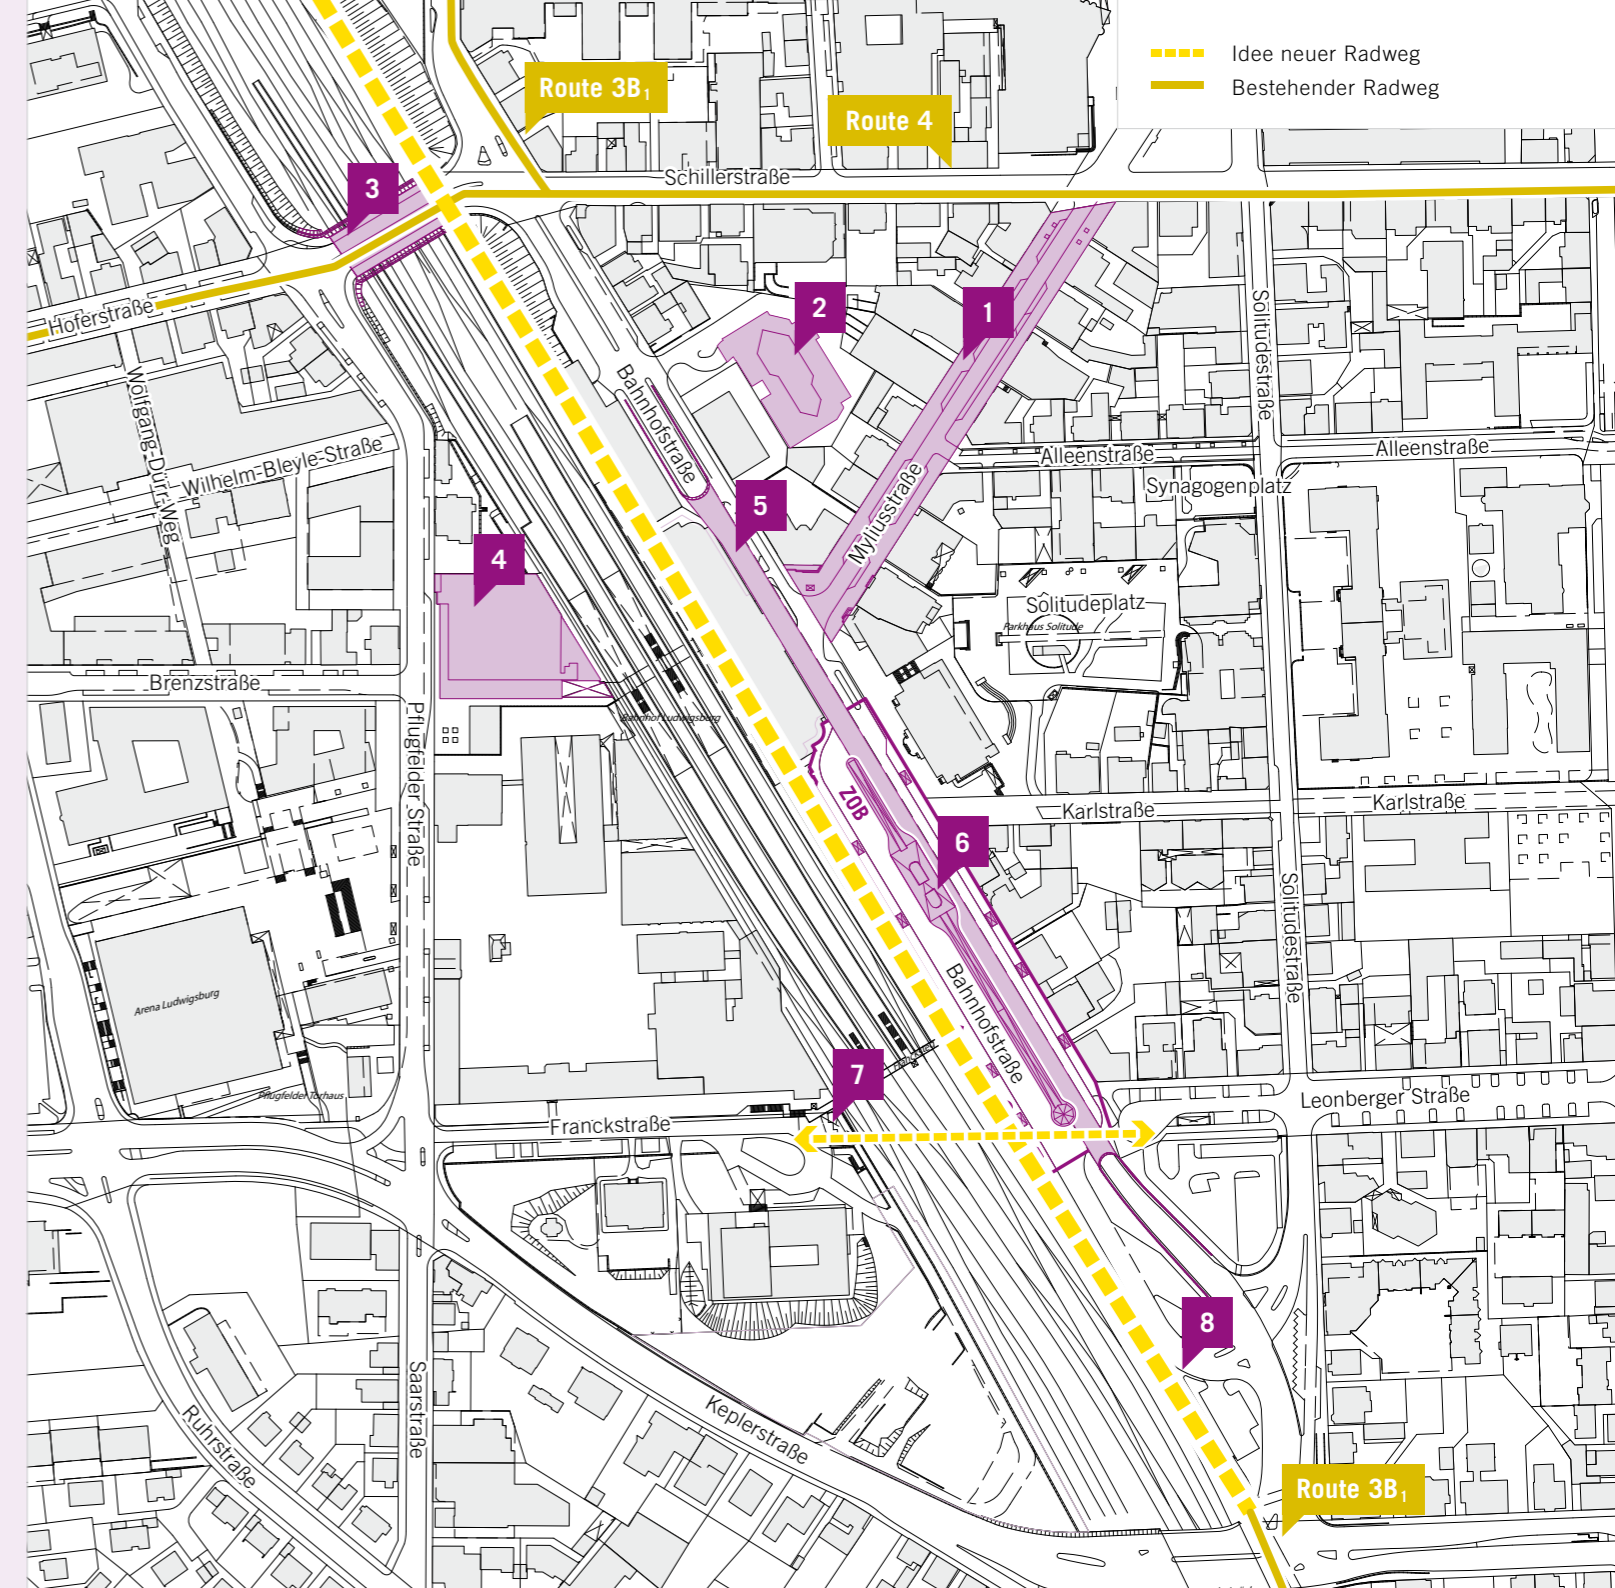 Idee neuer Radweg
Bestehender Radweg
Route 3B1
Route 4
Schillerstraße
3
Hoferstraße
2
1
Solitudestraße
Bahnhofstraße
Wolfgang-Dürr-Weg
Wilhelm-Bleyle-Straße
Alleenstraße
Alleenstraße
Synagogenplatz
5
Myliusstraße
4
Solitudeplatz
Parkhaus Solitude
Brenzstraße
Bahnhof Ludwigsburg
Pflugfelder Straße
ZOB
Karlstraße
Karlstraße
6
Solitudestraße
Arena Ludwigsburg
Bahnhofstraße
7
Pflugfelder Torhaus
Franckstraße
Leonberger Straße
8
Saarstraße
Keplerstraße
Ruhrstraße
Route 3B1